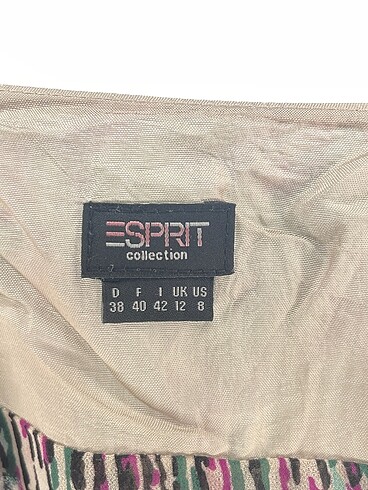 ESPRIT
collection
D F I UK US
38 40 42 12 8